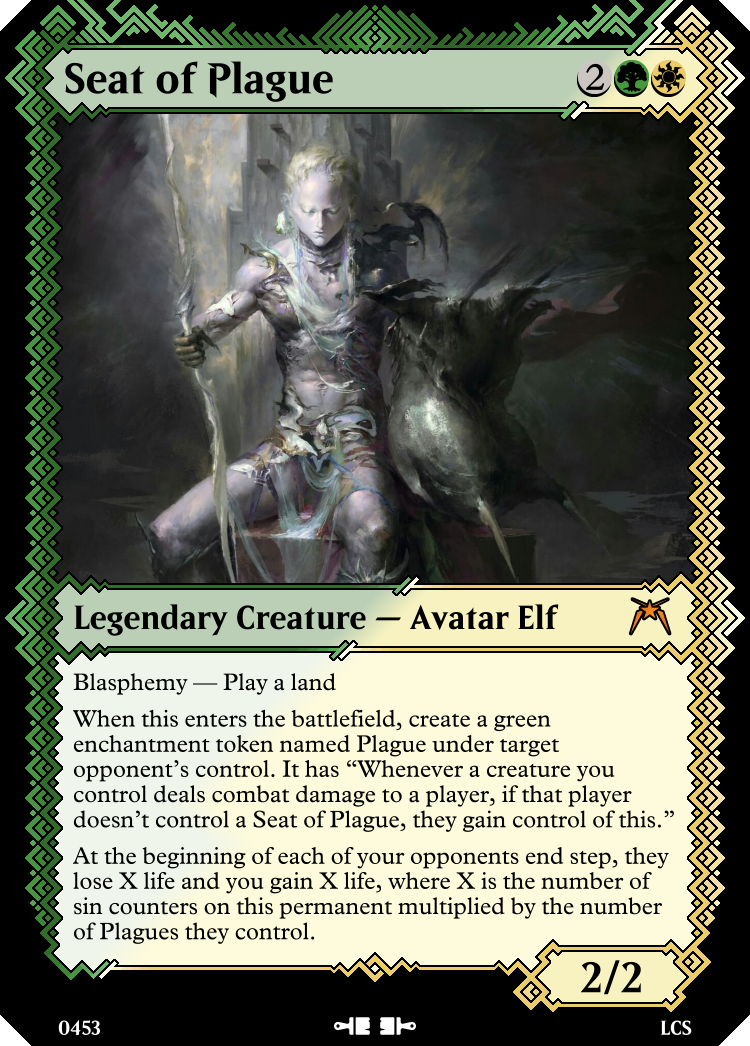 Seat of Plague 2
Legendary Creature — Avatar Elf
Blasphemy — Play a land
When this enters the battlefield, create a green
enchantment token named Plague under target
opponent’s control. It has “Whenever a creature you
control deals combat damage to a player, if that player
doesn’t control a Seat of Plague, they gain control of this.”
At the beginning of each of your opponents end step, they
lose X life and you gain X life, where X is the number of
sin counters on this permanent multiplied by the number
of Plagues they control.
2/2
0453 LCS